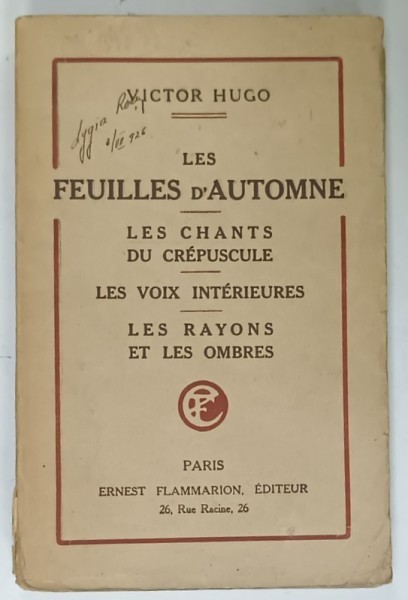 VICTOR HUGO
Lygia
LES
FEUILLES D'AUTOMNE
LES CHANTS
DU CRÉPUSCULE
LES VOIX INTÉRIEURES
LES RAYONS
ET LES OMBRES
PARIS
ERNEST FLAMMARION, ÉDITEUR
26, Rue Racine, 26